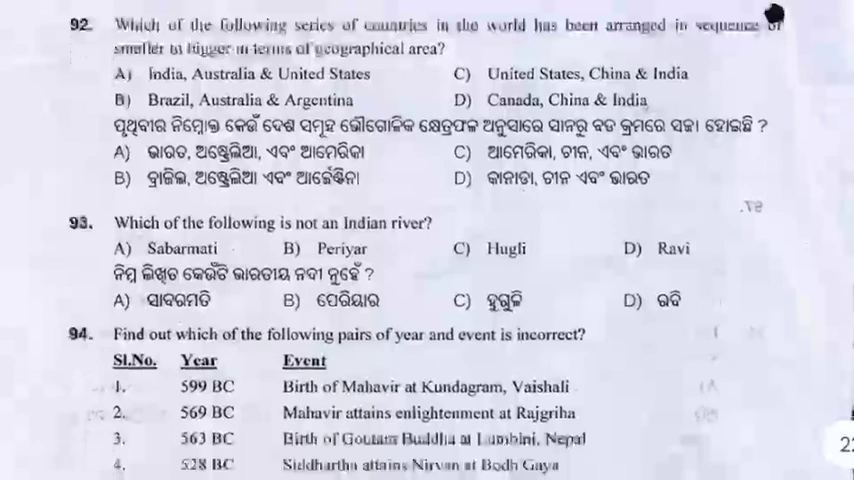 92. Which of the following series of countries in the world has been arranged in sequence of
smaller to bigger in terms of geographical area?
A) India, Australia & United States C) United States, China & India
B) Brazil, Australia & Argentina D) Canada, China & India
ପୃଥିବୀର ନିମ୍ନୋକ୍ତ କେଉଁ ଦେଶ ସମୂହ ଭୌଗୋଳିକ କ୍ଷେତ୍ରଫଳ ଅନୁସାରେ ସାନରୁ ବଡ କ୍ରମରେ ସଜା ହୋଇଛି ?
A) ଭାରତ, ଅଷ୍ଟ୍ରେଲିଆ, ଏବଂ ଆମେରିକା C) ଆମେରିକା, ଚୀନ, ଏବଂ ଭାରତ
B) ବ୍ରାଜିଲ, ଅଷ୍ଟ୍ରେଲିଆ ଏବଂ ଆର୍ଜେଣ୍ଟିନା D) କାନାଡା, ଚୀନ ଏବଂ ଭାରତ
93. Which of the following is not an Indian river?
A) Sabarmati B) Periyar C) Hugli D) Ravi
ନିମ୍ନ ଲିଖିତ କେଉଁଟି ଭାରତୀୟ ନଦୀ ନୁହେଁ ?
A) ସାବରମତି B) ପେରିୟାର C) ହୁଗୁଳି D) ରବି
94. Find out which of the following pairs of year and event is incorrect?
Sl.No. Year Event
1. 599 BC Birth of Mahavir at Kundagram, Vaishali
2. 569 BC Mahavir attains enlightenment at Rajgriha
3. 563 BC Birth of Goutam Buddha at Lumbini, Nepal
4. 528 BC Siddhartha attains Nirvan at Bodh Gaya